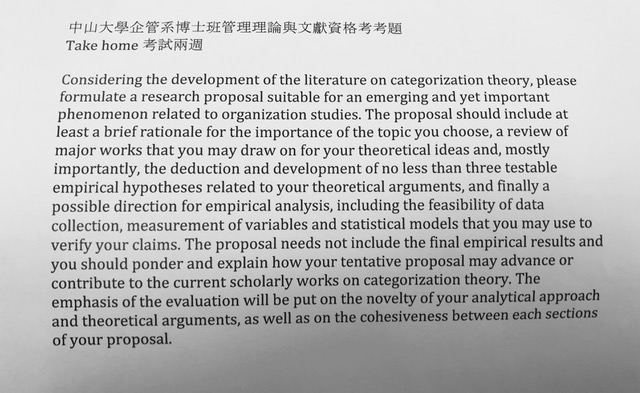 中山大學企管系博士班管理理論與文獻資格考考題
Take home 考試兩週
Considering the development of the literature on categorization theory, please
formulate a research proposal suitable for an emerging and yet important
phenomenon related to organization studies. The proposal should include at
least a brief rationale for the importance of the topic you choose, a review of
major works that you may draw on for your theoretical ideas and, mostly
importantly, the deduction and development of no less than three testable
empirical hypotheses related to your theoretical arguments, and finally a
possible direction for empirical analysis, including the feasibility of data
collection, measurement of variables and statistical models that you may use to
verify your claims. The proposal needs not include the final empirical results and
you should ponder and explain how your tentative proposal may advance or
contribute to the current scholarly works on categorization theory. The
emphasis of the evaluation will be put on the novelty of your analytical approach
and theoretical arguments, as well as on the cohesiveness between each sections
of your proposal.